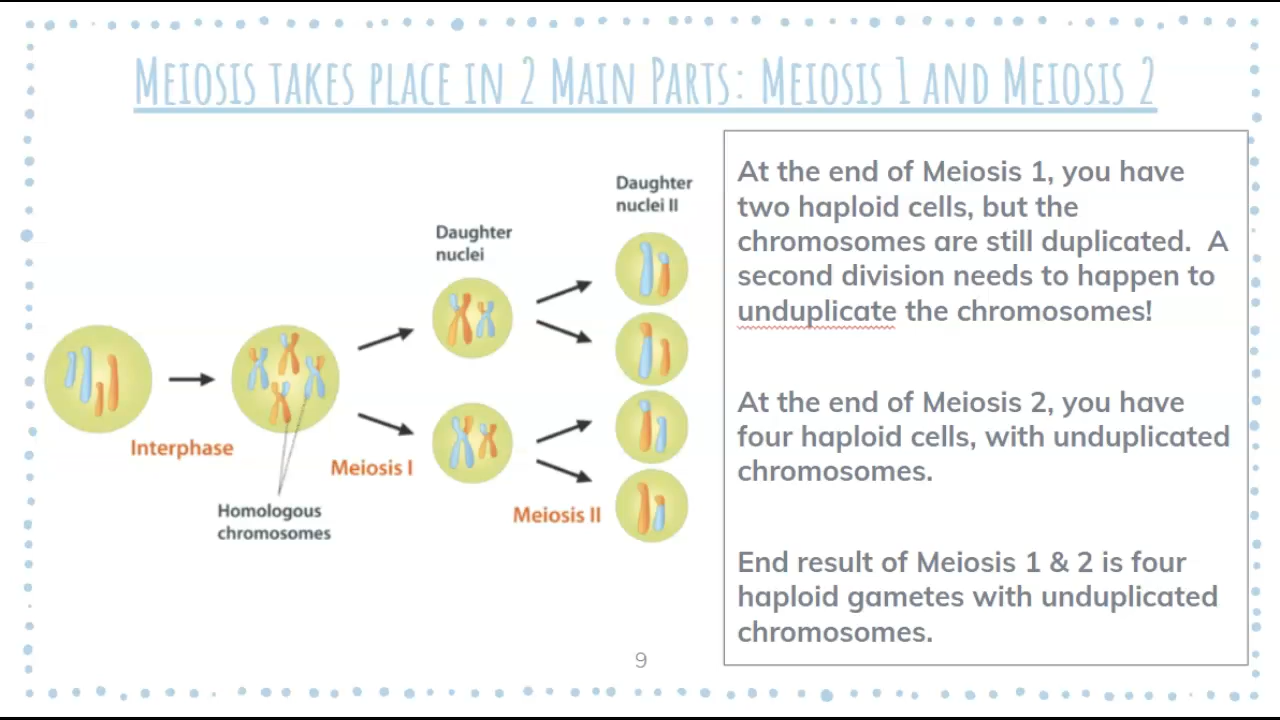 MEIOSIS TAKES PLACE IN 2 MAIN PARTS: MEIOSIS 1 AND MEIOSIS 2
Daughter
nuclei II
Daughter
nuclei
Interphase
Meiosis I
Homologous
chromosomes
Meiosis II
At the end of Meiosis 1, you have
two haploid cells, but the
chromosomes are still duplicated. A
second division needs to happen to
unduplicate the chromosomes!
At the end of Meiosis 2, you have
four haploid cells, with unduplicated
chromosomes.
End result of Meiosis 1 & 2 is four
haploid gametes with unduplicated
chromosomes.
9